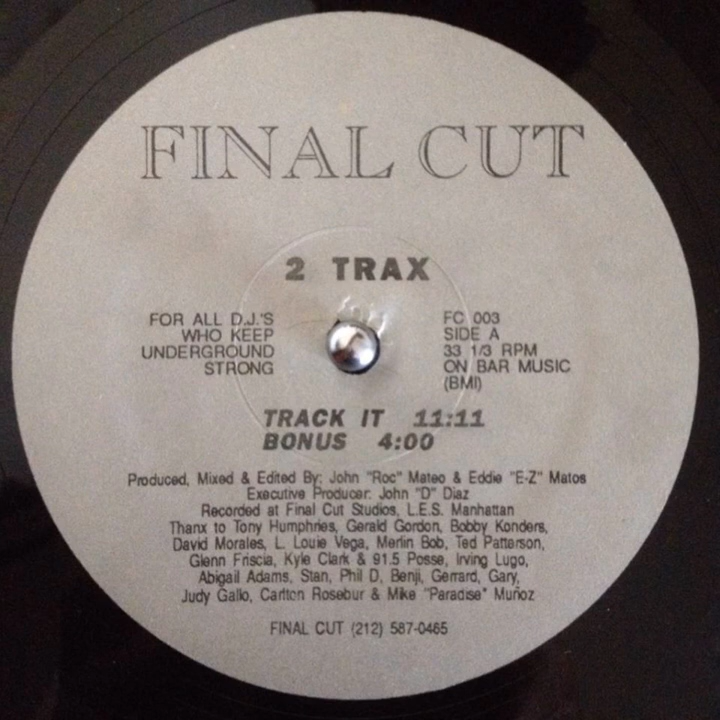 FINAL CUT
2 TRAX
FOR ALL D.J.'S
WHO KEEP
UNDERGROUND
STRONG
FC 003
SIDE A
33 1/3 RPM
ON BAR MUSIC
(BMI)
TRACK IT 11:11
BONUS 4:00
Produced, Mixed & Edited By: John "Roc" Mateo & Eddie "E-Z" Matos
Executive Producer: John "D" Diaz
Recorded at Final Cut Studios, L.E.S. Manhattan
Thanx to Tony Humphries, Gerald Gordon, Bobby Konders,
David Morales, L. Louie Vega, Merlin Bob, Ted Patterson,
Glenn Friscia, Kyle Clark & 91.5 Posse, Irving Lugo,
Abigail Adams, Stan, Phil D, Benji, Gerrard, Gary,
Judy Gallo, Carlton Rosebur & Mike "Paradise" Muñoz
FINAL CUT (212) 587-0465